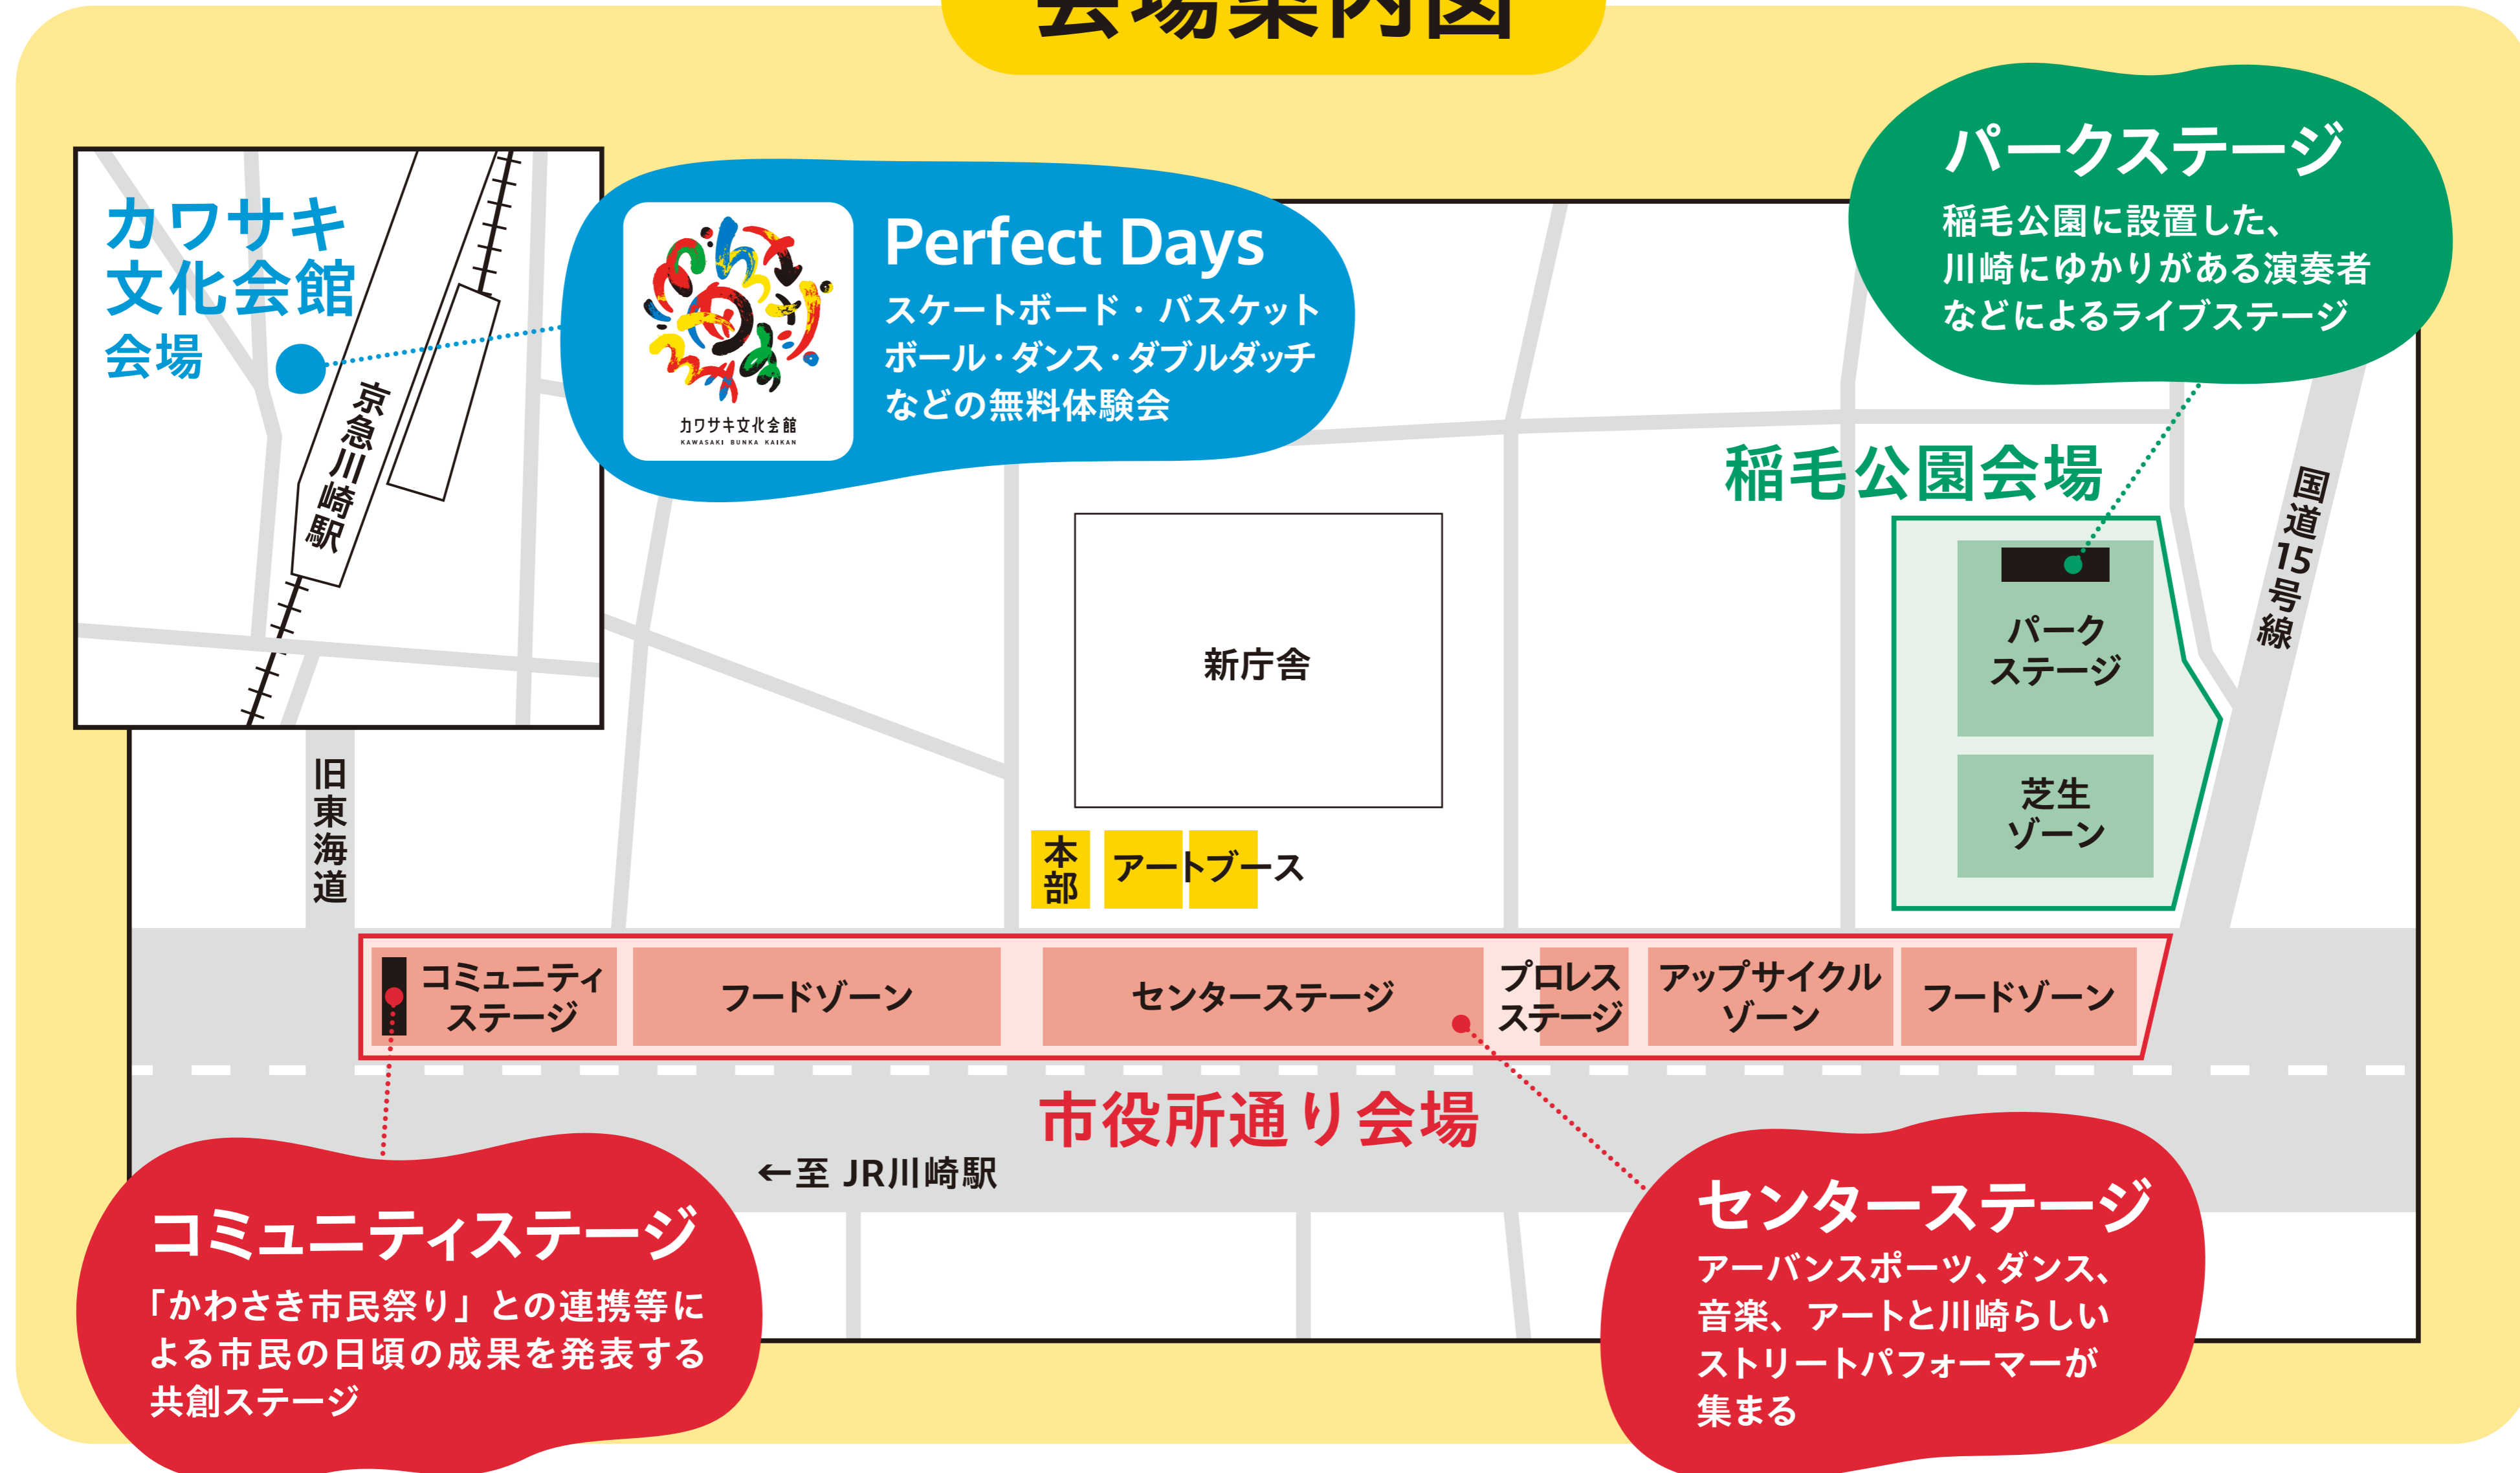 会場案内図
カワサキ
文化会館
会場
京急川崎駅
カワサキ文化会館
KAWASAKI BUNKA KAIKAN
Perfect Days
スケートボード・バスケット
ボール・ダンス・ダブルダッチ
などの無料体験会
パークステージ
稲毛公園に設置した、
川崎にゆかりがある演奏者
などによるライブステージ
稲毛公園会場
国道15号線
パーク
ステージ
芝生
ゾーン
新庁舎
旧東海道
本部
アートブース
コミュニティ
ステージ
フードゾーン
センターステージ
プロレス
ステージ
アップサイクル
ゾーン
フードゾーン
市役所通り会場
←至 JR川崎駅
コミュニティステージ
「かわさき市民祭り」との連携等に
よる市民の日頃の成果を発表する
共創ステージ
センターステージ
アーバンスポーツ、ダンス、
音楽、アートと川崎らしい
ストリートパフォーマーが
集まる